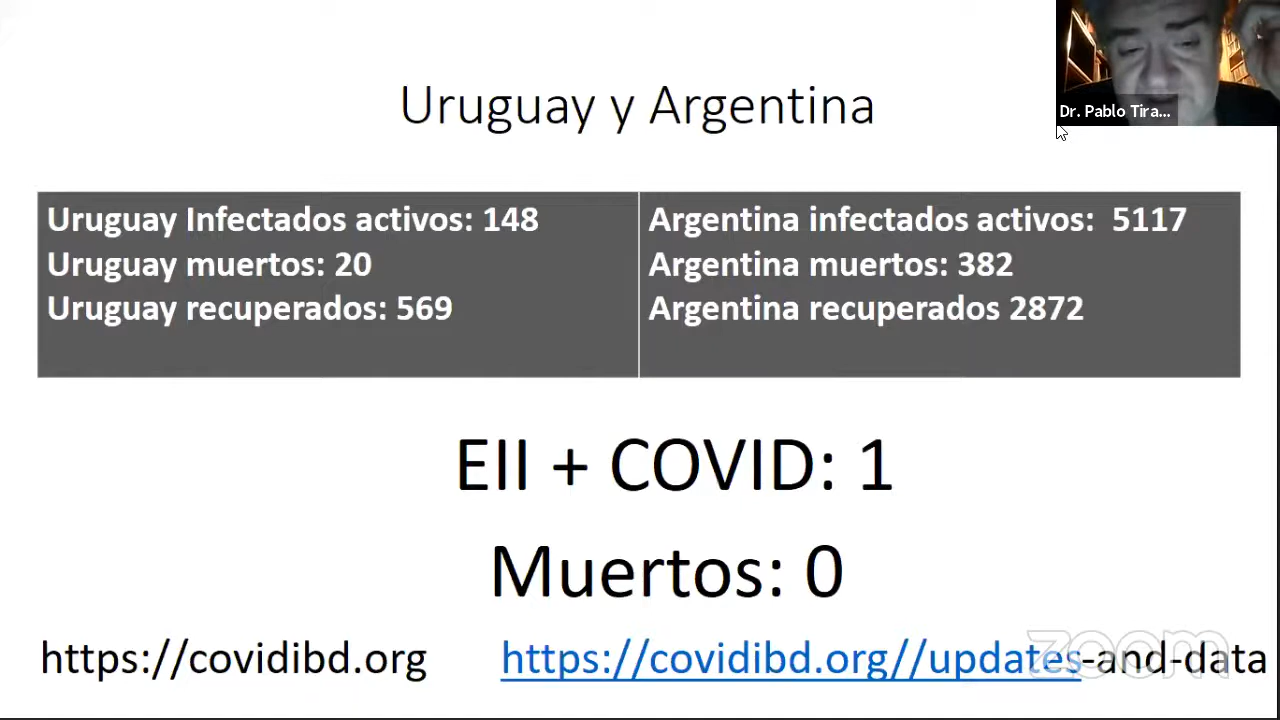 Dr. Pablo Tira...
Uruguay y Argentina
Uruguay Infectados activos: 148
Uruguay muertos: 20
Uruguay recuperados: 569
Argentina infectados activos: 5117
Argentina muertos: 382
Argentina recuperados 2872
EII + COVID: 1
Muertos: 0
https://covidibd.org
https://covidibd.org//updates-and-data
zoom